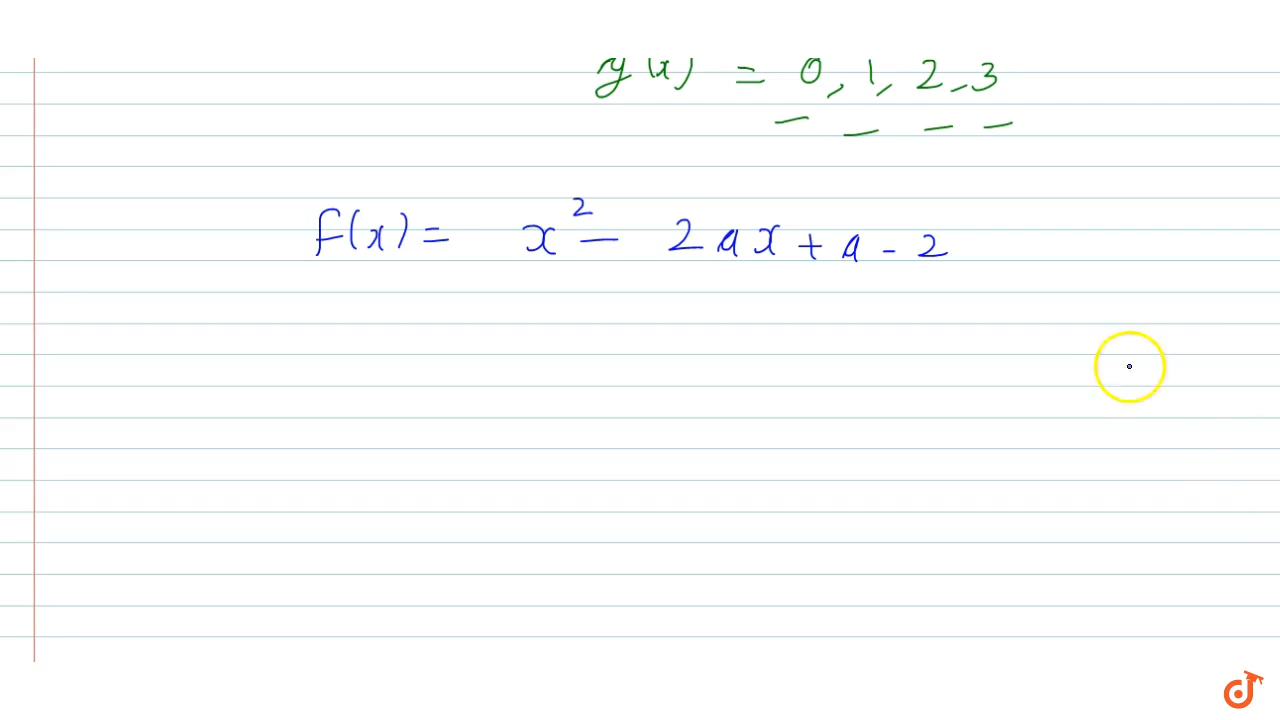 y(x) = 0, 1, 2, 3
f(x) = x² - 2ax + a - 2